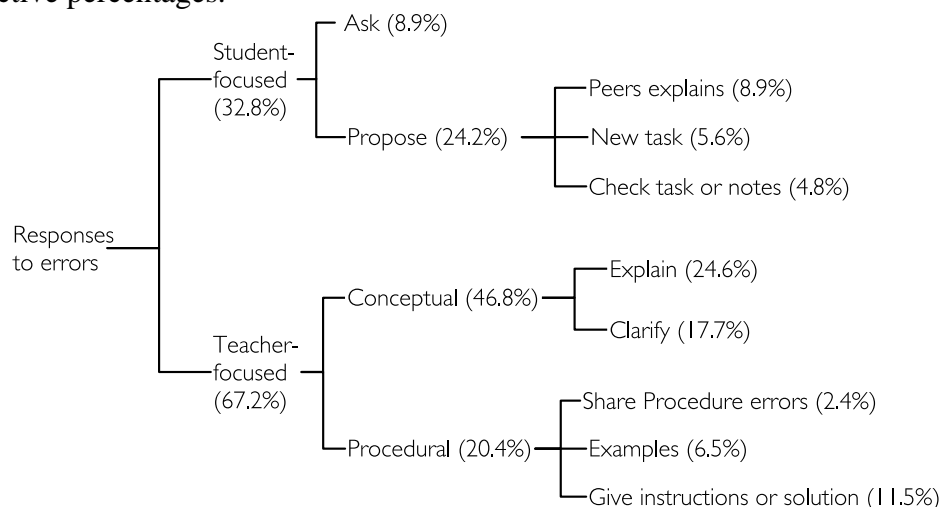 ctive percentages.
Ask (8.9%)
Student-
focused
(32.8%)
Peers explains (8.9%)
Propose (24.2%)
New task (5.6%)
Check task or notes (4.8%)
Responses
to errors
Explain (24.6%)
Conceptual (46.8%)
Clarify (17.7%)
Teacher-
focused
(67.2%)
Share Procedure errors (2.4%)
Procedural (20.4%)
Examples (6.5%)
Give instructions or solution (11.5%)